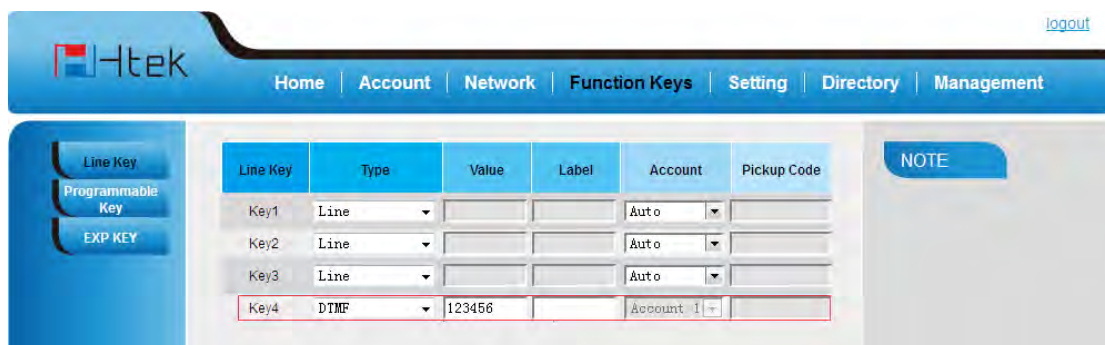 logout
Htek
Home Account Network Function Keys Setting Directory Management
Line Key
Programmable
Key
EXP KEY
Line Key Type Value Label Account Pickup Code
Key1 Line Auto
Key2 Line Auto
Key3 Line Auto
Key4 DTMF 123456 Account 1
NOTE